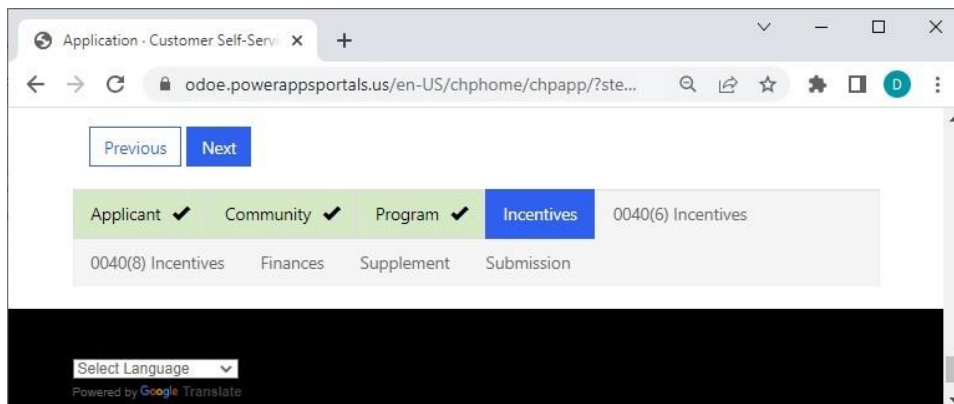 Application · Customer Self-Servi
odoe.powerappsportals.us/en-US/chphome/chpapp/?ste...
D
Previous Next
Applicant ✔ Community ✔ Program ✔ Incentives 0040(6) Incentives
0040(8) Incentives Finances Supplement Submission
Select Language
Powered by Google Translate